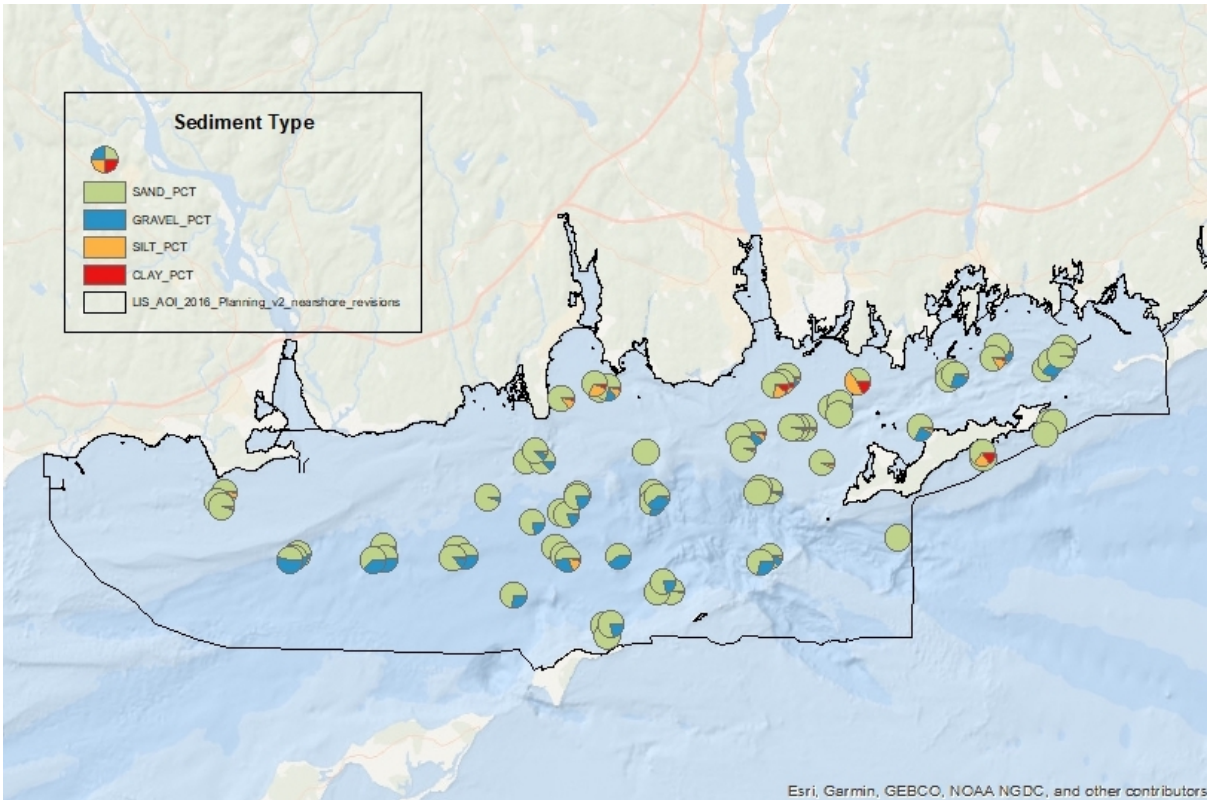 Sediment Type
SAND_PCT
GRAVEL_PCT
SILT_PCT
CLAY_PCT
LIS_AOI_2016_Planning_v2_nearshore_revisions
Esri, Garmin, GEBCO, NOAA NGDC, and other contributors